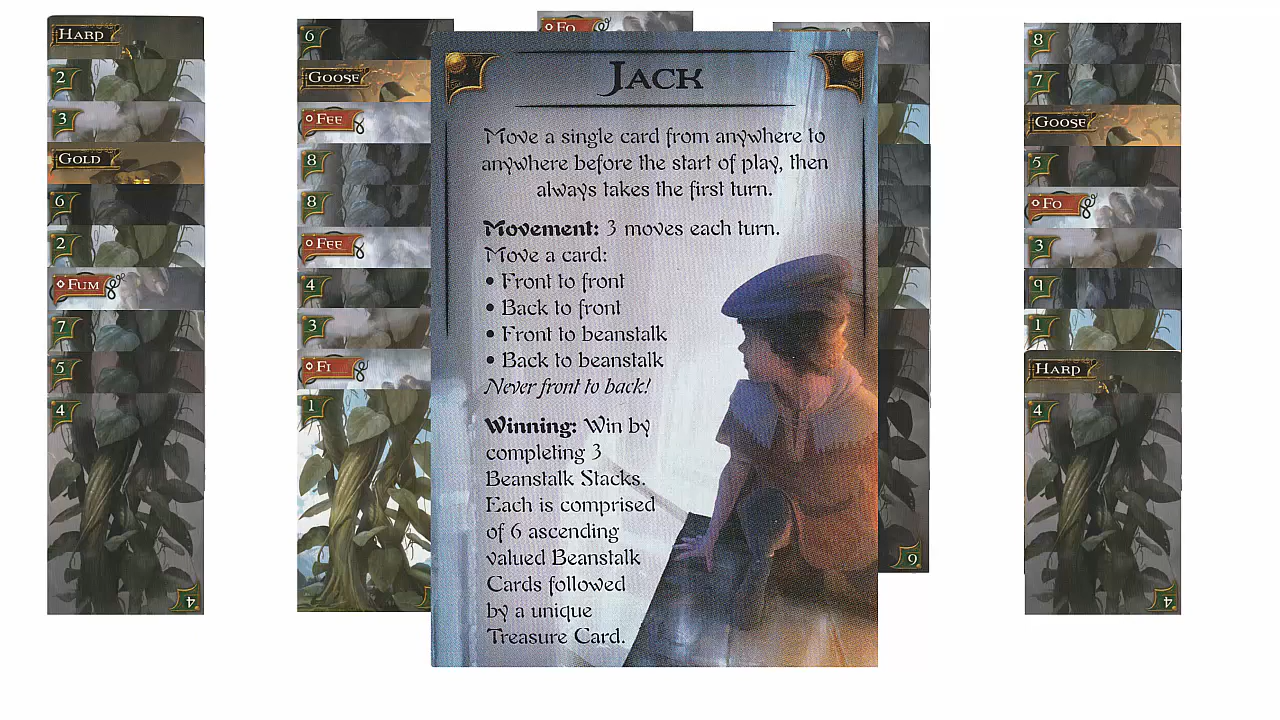 Harp
2
3
Gold
6
2
Fum
7
5
4
4
6
Goose
Fee
8
8
Fee
4
3
Fi
1
Fo
Jack
Move a single card from anywhere to
anywhere before the start of play, then
always takes the first turn.
Movement: 3 moves each turn.
Move a card:
• Front to front
• Back to front
• Front to beanstalk
• Back to beanstalk
Never front to back!
Winning: Win by
completing 3
Beanstalk Stacks.
Each is comprised
of 6 ascending
valued Beanstalk
Cards followed
by a unique
Treasure Card.
6
8
7
Goose
5
Fo
3
9
1
Harp
4
4